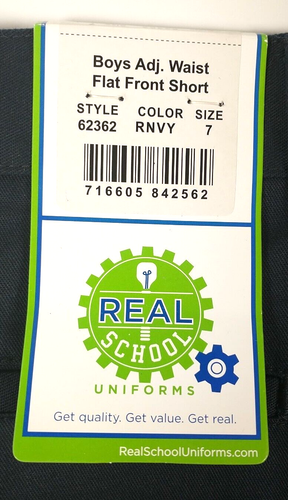 Boys Adj. Waist
Flat Front Short
STYLE COLOR SIZE
62362 RNVY 7
716605 842562
REAL
SCHOOL
UNIFORMS
Get quality. Get value. Get real.
RealSchoolUniforms.com